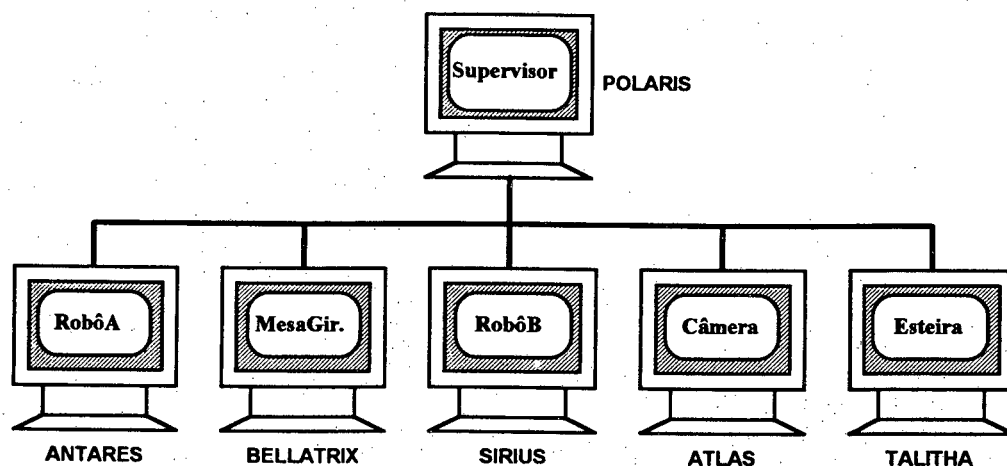 Supervisor
POLARIS
RobôA
MesaGir.
RobôB
Câmera
Esteira
ANTARES
BELLATRIX
SIRIUS
ATLAS
TALITHA